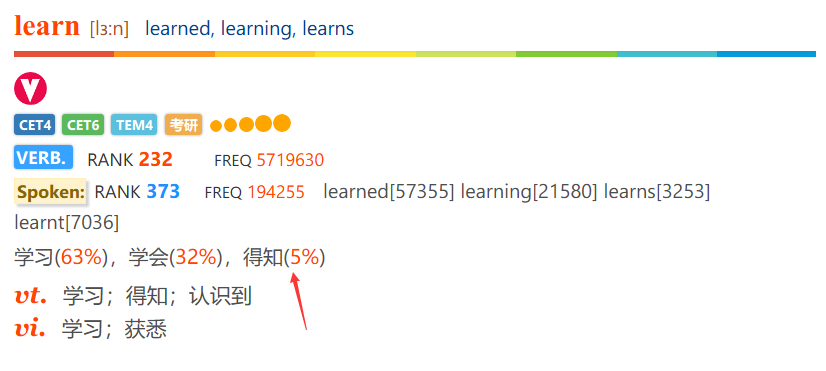 learn [lɜːn] learned, learning, learns
V
CET4 CET6 TEM4 考研
VERB. RANK 232 FREQ 5719630
Spoken: RANK 373 FREQ 194255 learned[57355] learning[21580] learns[3253]
learnt[7036]
学习(63%)，学会(32%)，得知(5%)
vt. 学习；得知；认识到
vi. 学习；获悉